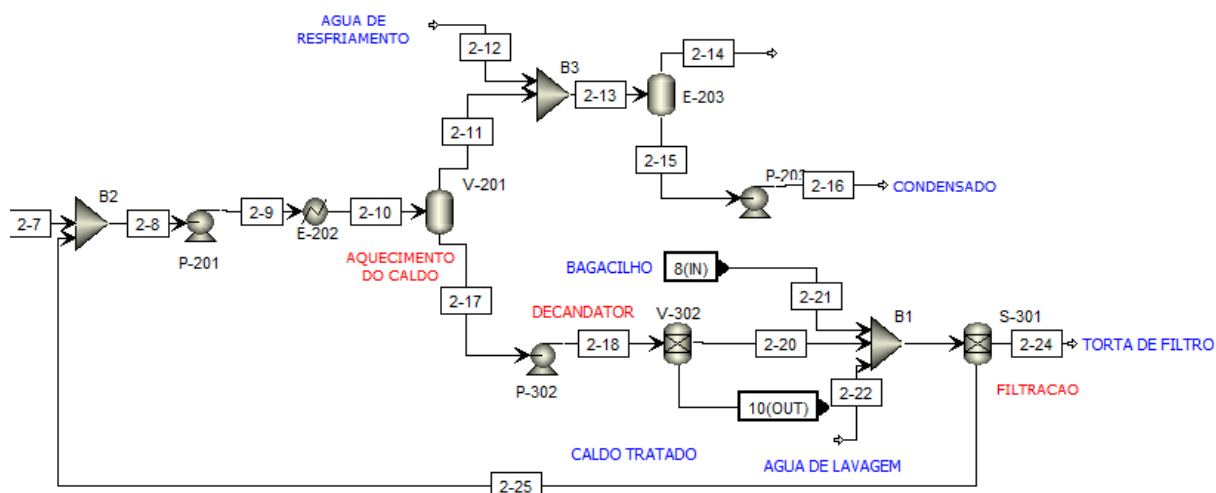 AGUA DE
RESFRIAMENTO
2-12
B3
2-14
2-13
E-203
2-11
2-15
V-201
P-203
2-16
CONDENSADO
B2
2-7
2-8
2-9
2-10
E-202
P-201
AQUECIMENTO
DO CALDO
BAGACILHO
8(IN)
2-17
2-21
DECANDATOR
V-302
B1
S-301
2-18
2-20
2-24
TORTA DE FILTRO
P-302
10(OUT)
2-22
FILTRACAO
CALDO TRATADO
AGUA DE LAVAGEM
2-25